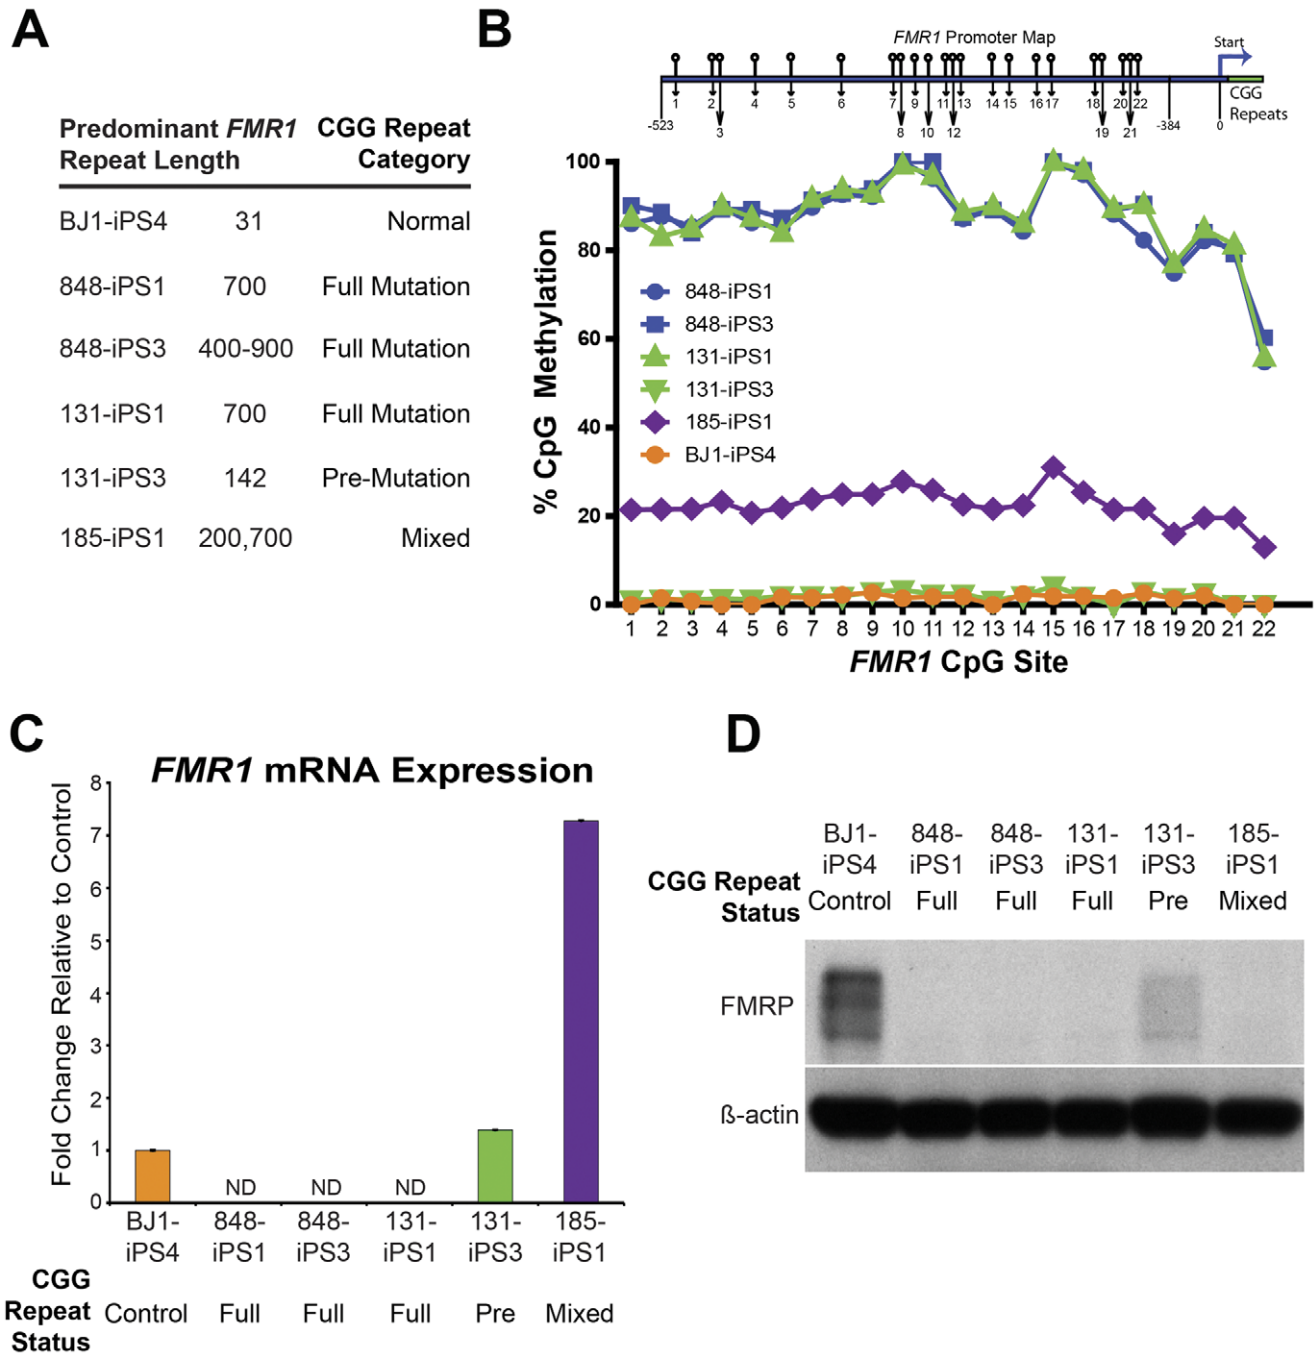 A
Predominant FMR1 CGG Repeat
Repeat Length Category
BJ1-iPS4 31 Normal
848-iPS1 700 Full Mutation
848-iPS3 400-900 Full Mutation
131-iPS1 700 Full Mutation
131-iPS3 142 Pre-Mutation
185-iPS1 200,700 Mixed
B
FMR1 Promoter Map
Start
1 2 4 5 6 7 9 11 13 14 15 16 17 18 20 22
CGG
Repeats
-523 3 8 10 12 19 21 -384 0
% CpG Methylation
100
80
60
40
20
0
848-iPS1
848-iPS3
131-iPS1
131-iPS3
185-iPS1
BJ1-iPS4
1 2 3 4 5 6 7 8 9 10 11 12 13 14 15 16 17 18 19 20 21 22
FMR1 CpG Site
C
FMR1 mRNA Expression
Fold Change Relative to Control
8
7
6
5
4
3
2
1
0
ND ND ND
BJ1- 848- 848- 131- 131- 185-
iPS4 iPS1 iPS3 iPS1 iPS3 iPS1
CGG
Repeat
Status
Control Full Full Full Pre Mixed
D
BJ1- 848- 848- 131- 131- 185-
iPS4 iPS1 iPS3 iPS1 iPS3 iPS1
CGG Repeat
Status
Control Full Full Full Pre Mixed
FMRP
ß-actin